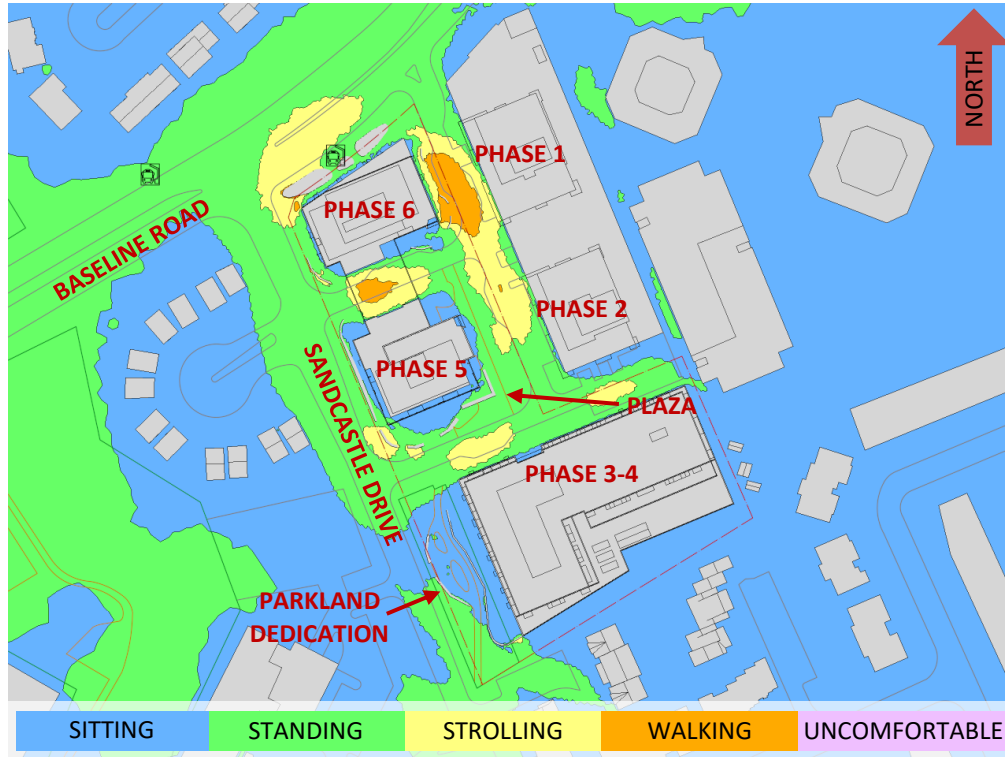 NORTH
PHASE 1
PHASE 6
BASELINE ROAD
PHASE 2
SANDCASTLE DRIVE
PHASE 5
PLAZA
PHASE 3-4
PARKLAND
DEDICATION
SITTING
STANDING
STROLLING
WALKING
UNCOMFORTABLE